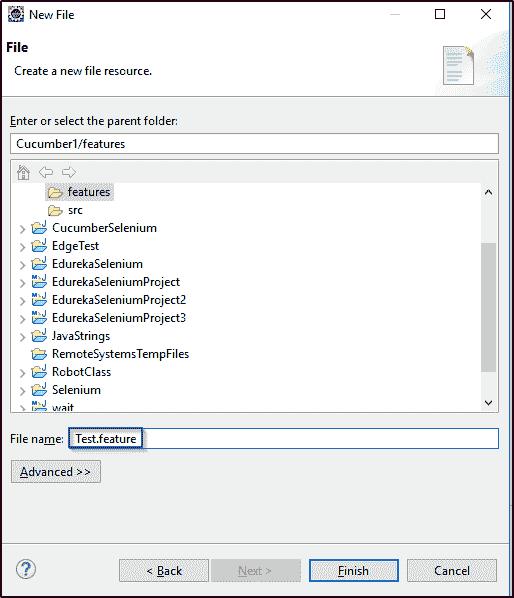 New File
File
Create a new file resource.
Enter or select the parent folder:
Cucumber1/features
features
src
CucumberSelenium
EdgeTest
EdurekaSelenium
EdurekaSeleniumProject
EdurekaSeleniumProject2
EdurekaSeleniumProject3
JavaStrings
RemoteSystemsTempFiles
RobotClass
Selenium
wait
File name: Test.feature
Advanced >>
? < Back Next > Finish Cancel